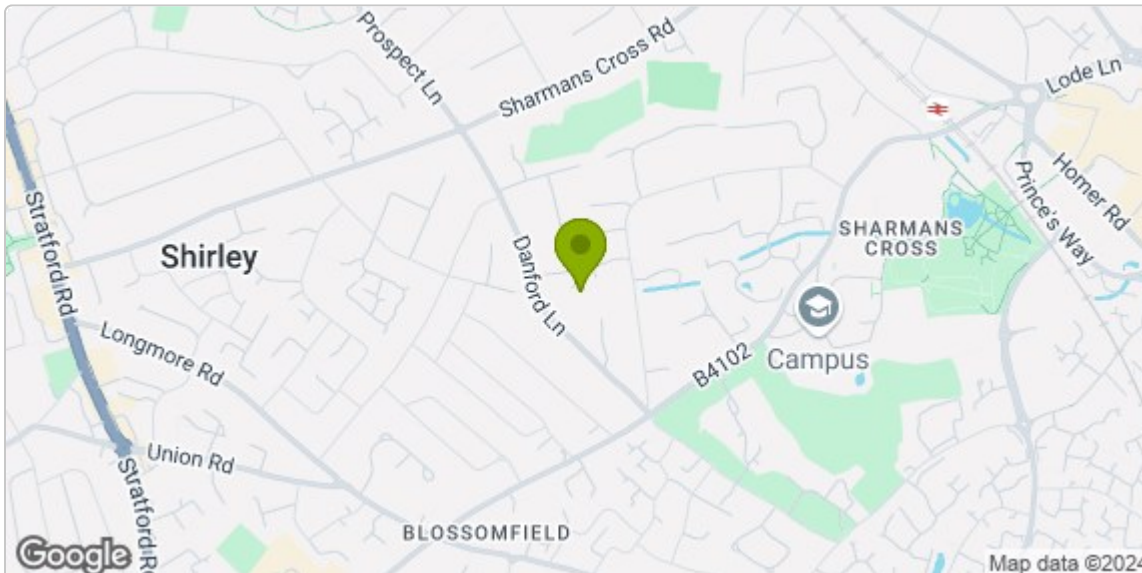 Prospect Ln
Sharmans Cross Rd
Lode Ln
Homer Rd
Prince's Way
SHARMANS
CROSS
Stratford Rd
Shirley
Danford Ln
Longmore Rd
B4102
Campus
Union Rd
Stratford Rd
BLOSSOMFIELD
Google
Map data ©2024